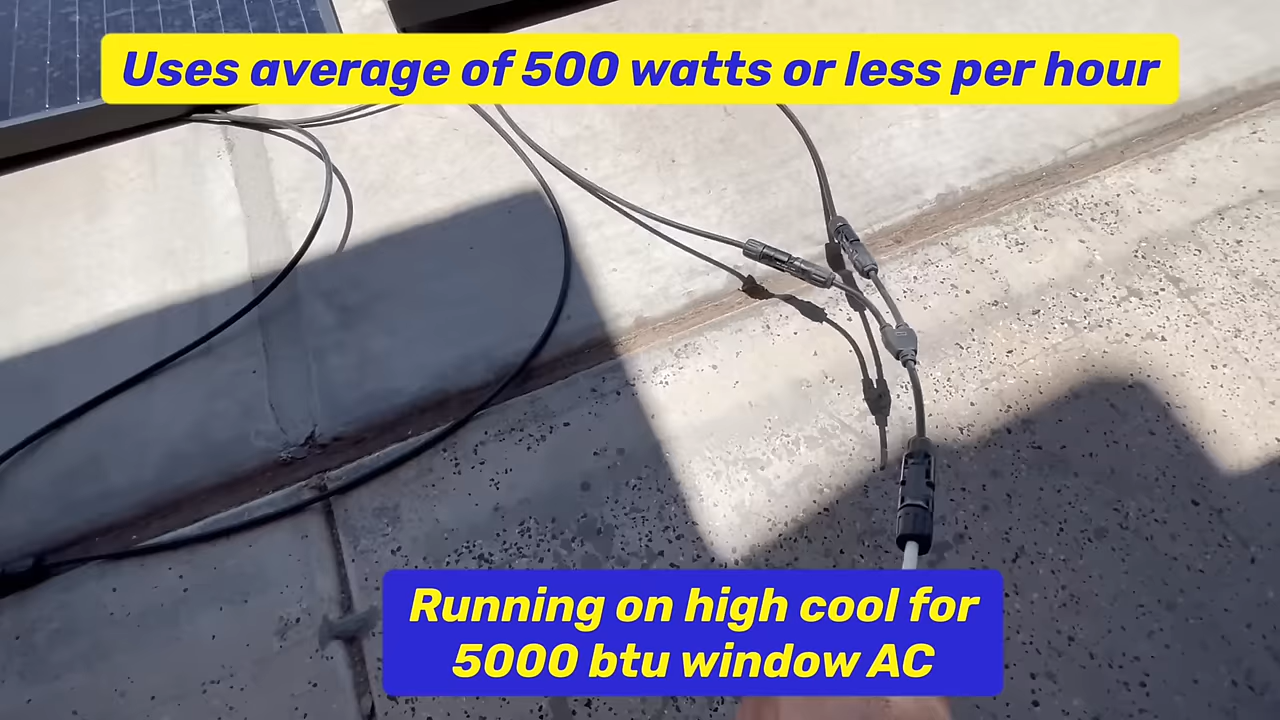 Uses average of 500 watts or less per hour
Running on high cool for
5000 btu window AC